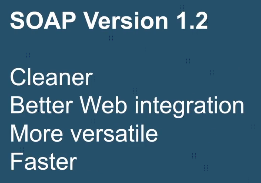 SOAP Version 1.2
Cleaner
Better Web integration
More versatile
Faster